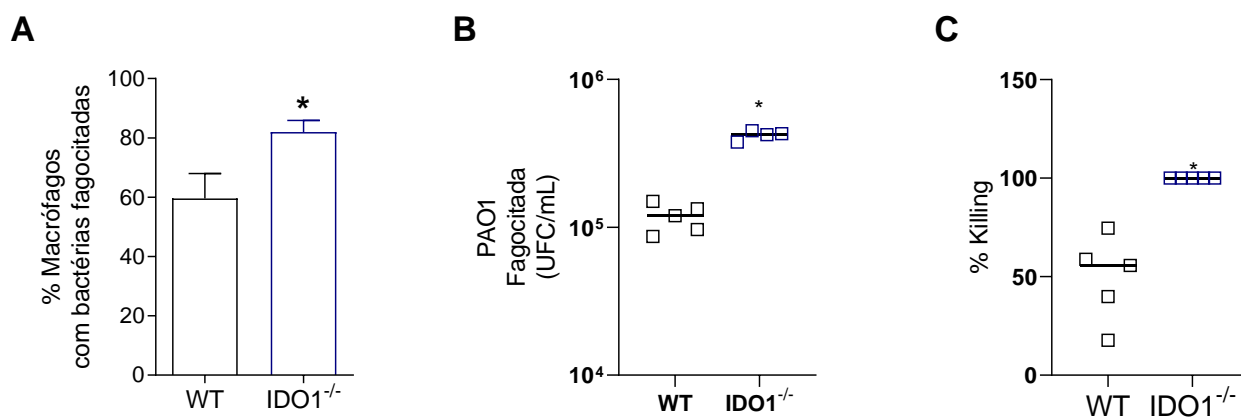 A
B
C
% Macrófagos
com bactérias fagocitadas
100
80
60
40
20
0
*
WT
IDO1-/-
PAO1
Fagocitada
(UFC/mL)
10⁶
10⁵
10⁴
*
WT
IDO1-/-
% Killing
150
100
50
0
*
WT
IDO1-/-